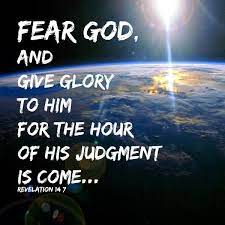 FEAR GOD,
AND
GIVE GLORY
TO HIM
FOR THE HOUR
OF HIS JUDGMENT
IS COME...
REVELATION 14 7